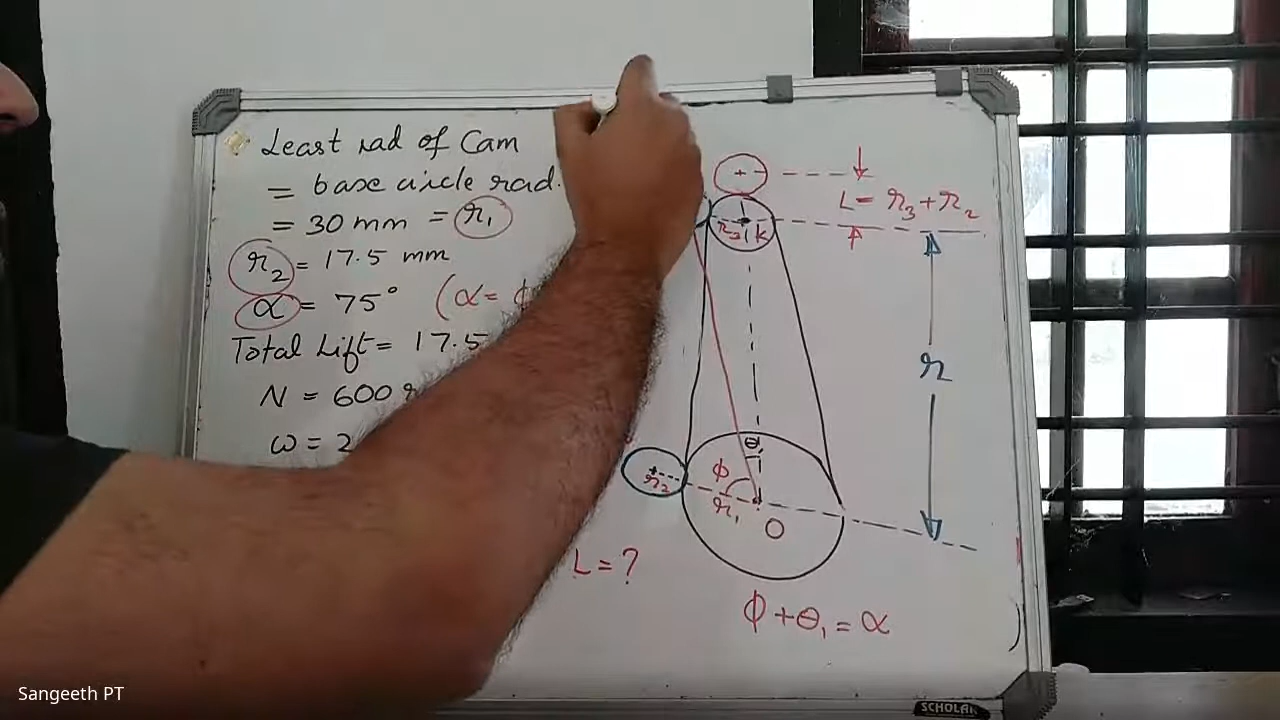 Least rad of Cam
= base circle rad.
= 30 mm = r₁
r₂ = 17.5 mm
α = 75° (α = ϕ
Total Lift = 17.5
N = 600
ω = 2
L = ?
L = r₃ + r₂
r₃ K
r
θ₁
ϕ
r₂
r₁
O
ϕ + θ₁ = α
SCHOLAR
Sangeeth PT